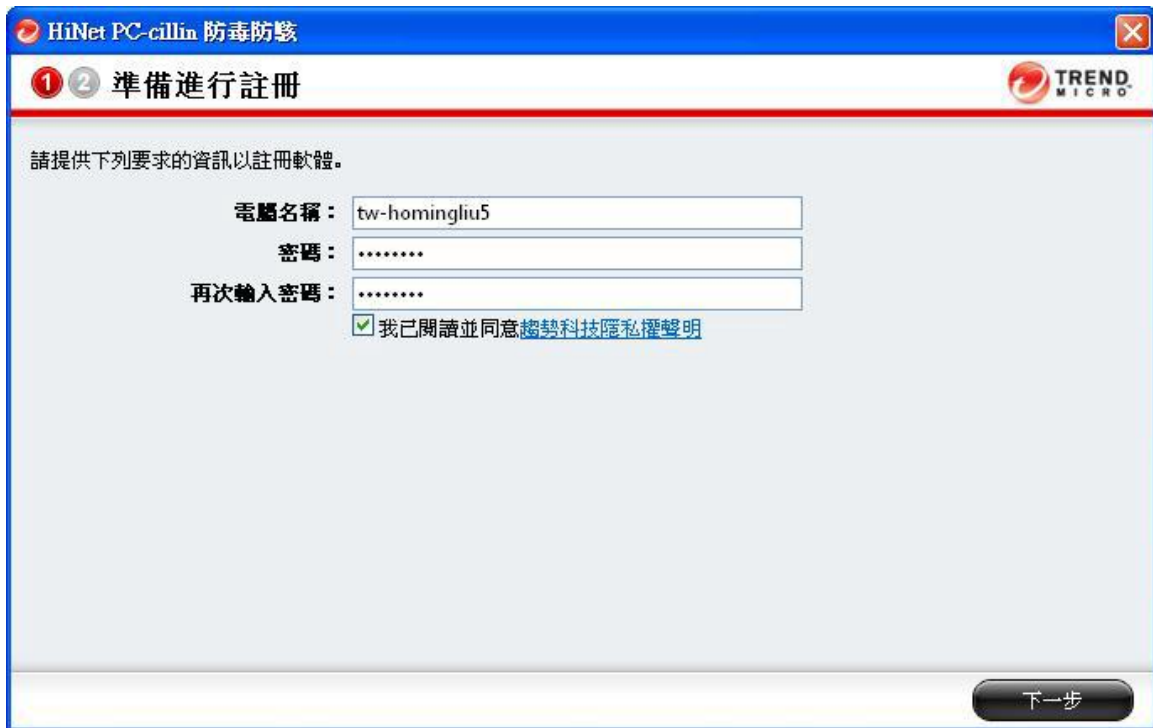 HiNet PC-cillin 防毒防駭
1 2 準備進行註冊
TREND MICRO
請提供下列要求的資訊以註冊軟體。
電腦名稱： tw-homingliu5
密碼： ••••••••
再次輸入密碼： ••••••••
我已閱讀並同意趨勢科技隱私權聲明
下一步